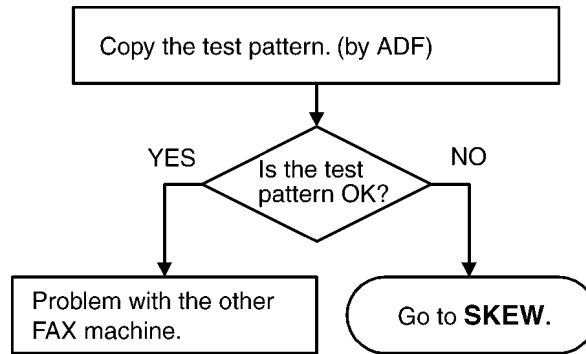 Copy the test pattern. (by ADF)
YES
NO
Is the test
pattern OK?
Problem with the other
FAX machine.
Go to SKEW.